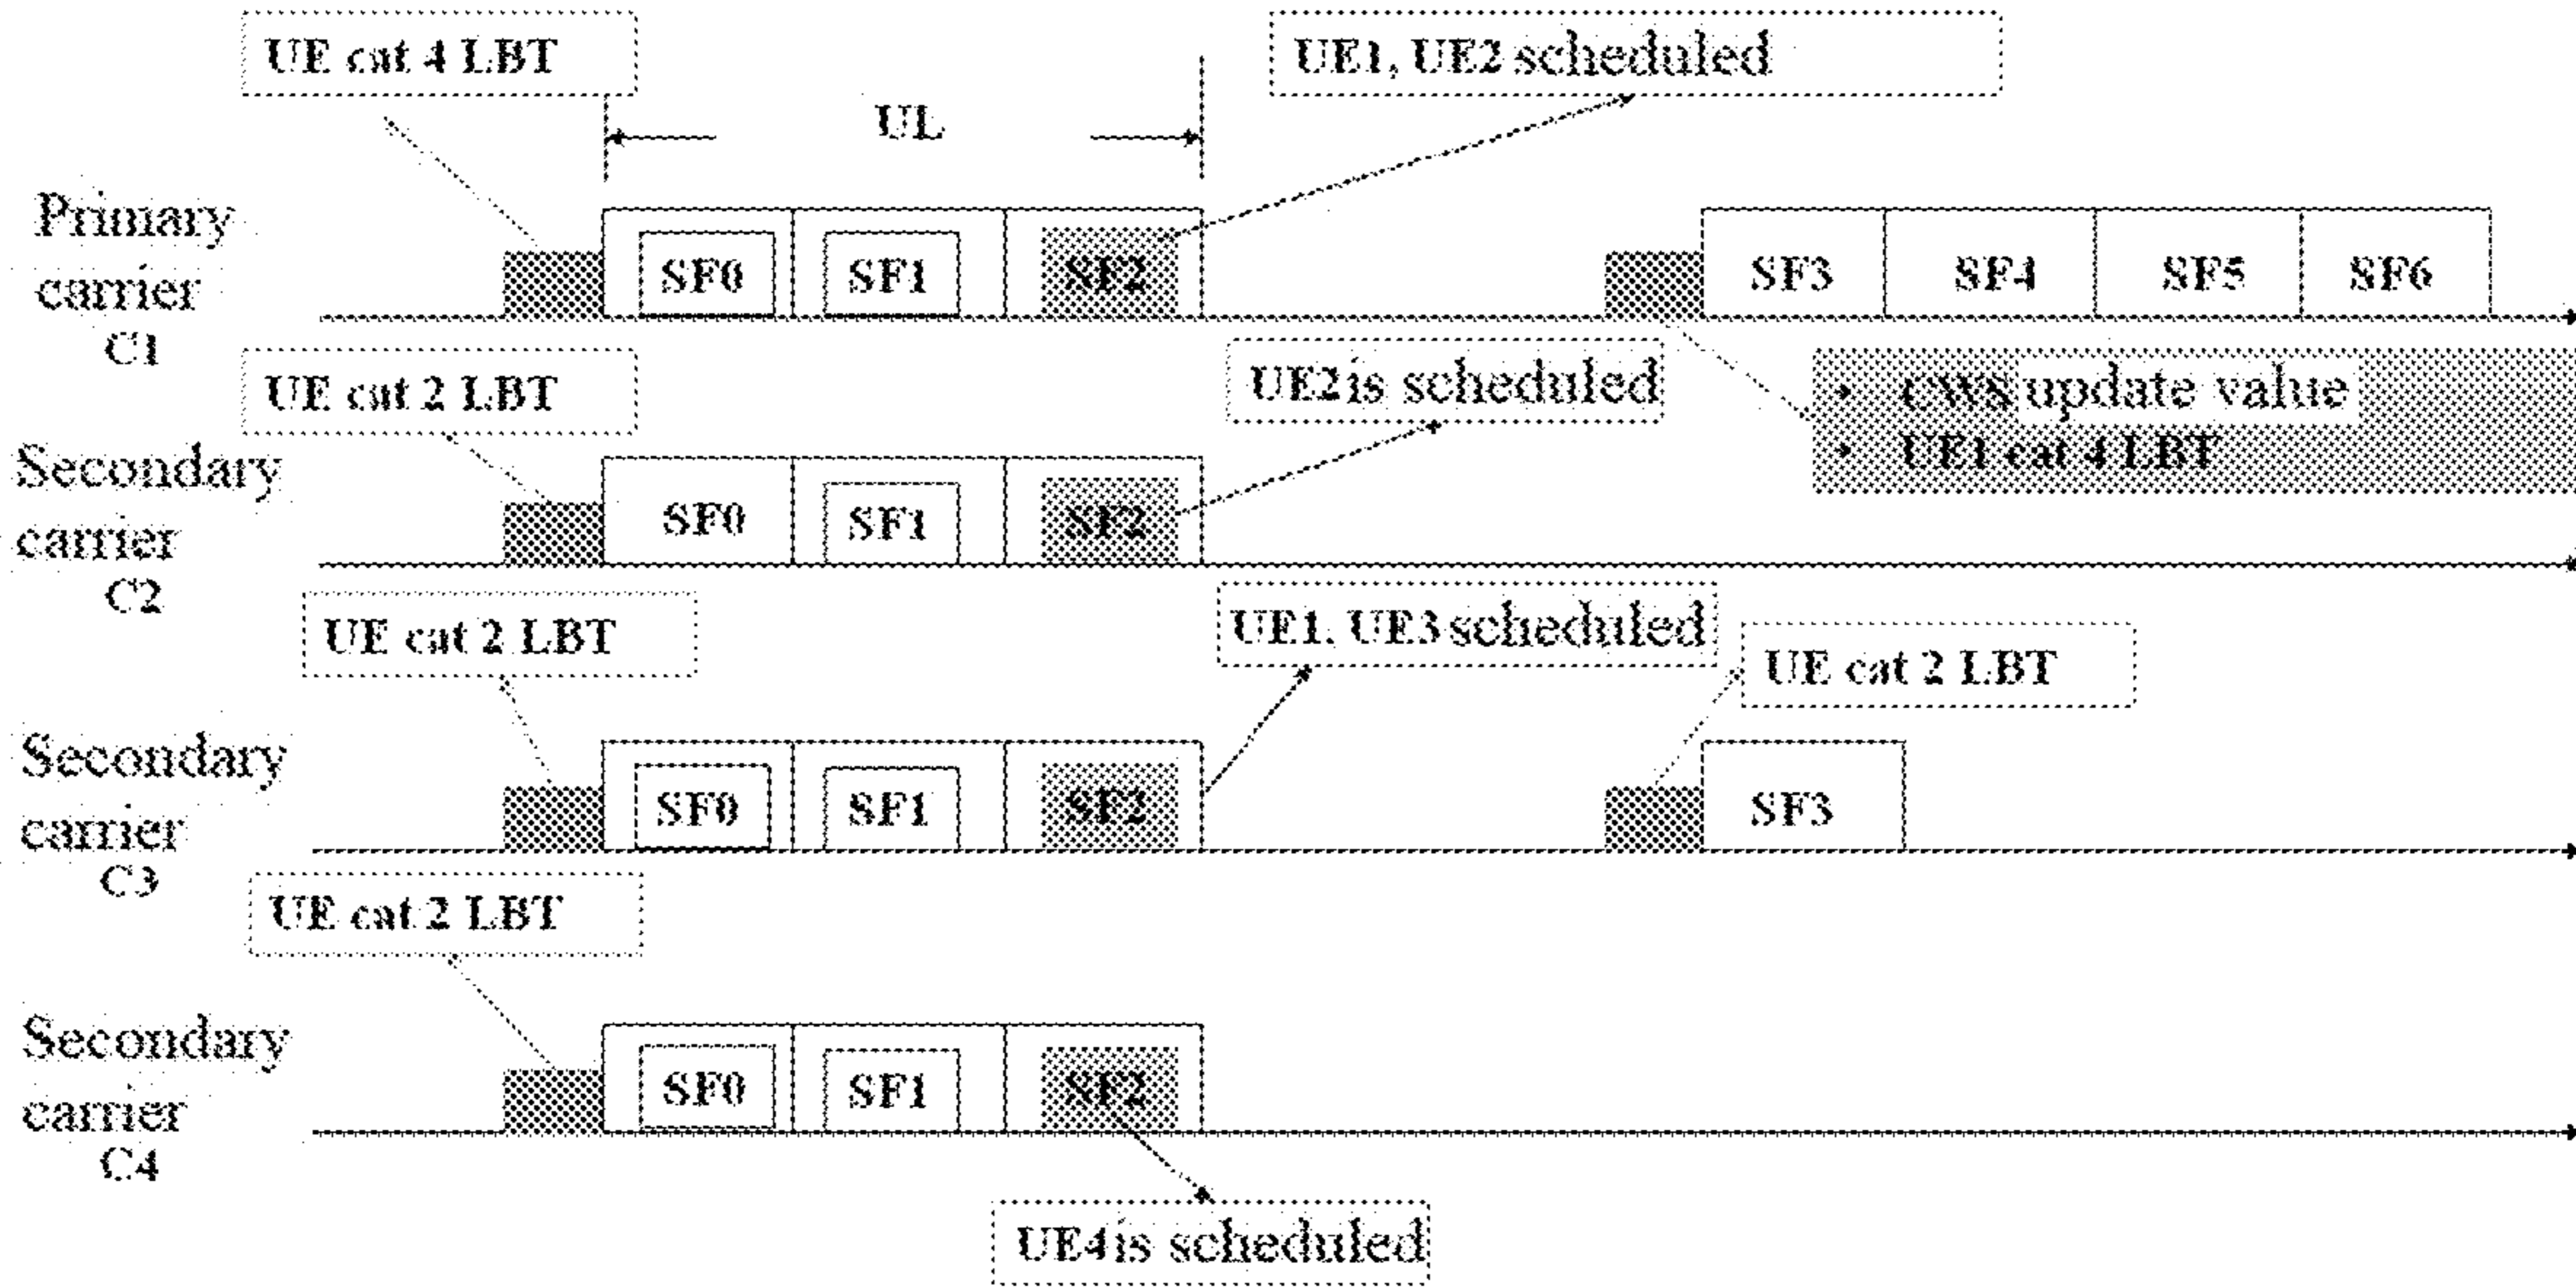 UE cat 4 LBT
UE1, UE2 scheduled
UL
Primary
carrier
C1
SF0
SF1
SF2
SF3
SF4
SF5
SF6
UE cat 2 LBT
UE2 is scheduled
• CWS update value
• UE1 cat 4 LBT
Secondary
carrier
C2
SF0
SF1
SF2
UE cat 2 LBT
UE1, UE3 scheduled
UE cat 2 LBT
Secondary
carrier
C3
SF0
SF1
SF2
SF3
UE cat 2 LBT
Secondary
carrier
C4
SF0
SF1
SF2
UE4 is scheduled